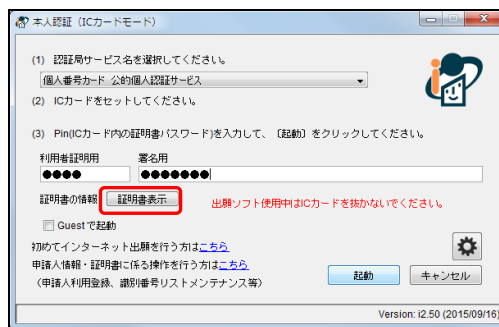 本人認証（ICカードモード）
(1) 認証局サービス名を選択してください。
個人番号カード 公的個人認証サービス
(2) ICカードをセットしてください。
(3) Pin(ICカード内の証明書パスワード)を入力して、〔起動〕をクリックしてください。
利用者証明用 署名用
●●●● ●●●●●●●
証明書の情報 証明書表示 出願ソフト使用中はICカードを抜かないでください。
Guestで起動
初めてインターネット出願を行う方はこちら
申請人情報・証明書に係る操作を行う方はこちら
（申請人利用登録、識別番号リストメンテナンス等）
起動 キャンセル
Version: i2.50 (2015/09/16)